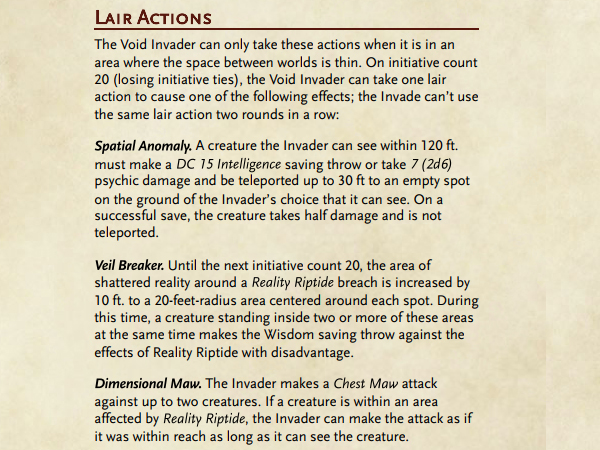 Lair Actions
The Void Invader can only take these actions when it is in an
area where the space between worlds is thin. On initiative count
20 (losing initiative ties), the Void Invader can take one lair
action to cause one of the following effects; the Invade can't use
the same lair action two rounds in a row:
Spatial Anomaly. A creature the Invader can see within 120 ft.
must make a DC 15 Intelligence saving throw or take 7 (2d6)
psychic damage and be teleported up to 30 ft to an empty spot
on the ground of the Invader's choice that it can see. On a
successful save, the creature takes half damage and is not
teleported.
Veil Breaker. Until the next initiative count 20, the area of
shattered reality around a Reality Riptide breach is increased by
10 ft. to a 20-feet-radius area centered around each spot. During
this time, a creature standing inside two or more of these areas
at the same time makes the Wisdom saving throw against the
effects of Reality Riptide with disadvantage.
Dimensional Maw. The Invader makes a Chest Maw attack
against up to two creatures. If a creature is within an area
affected by Reality Riptide, the Invader can make the attack as if
it was within reach as long as it can see the creature.